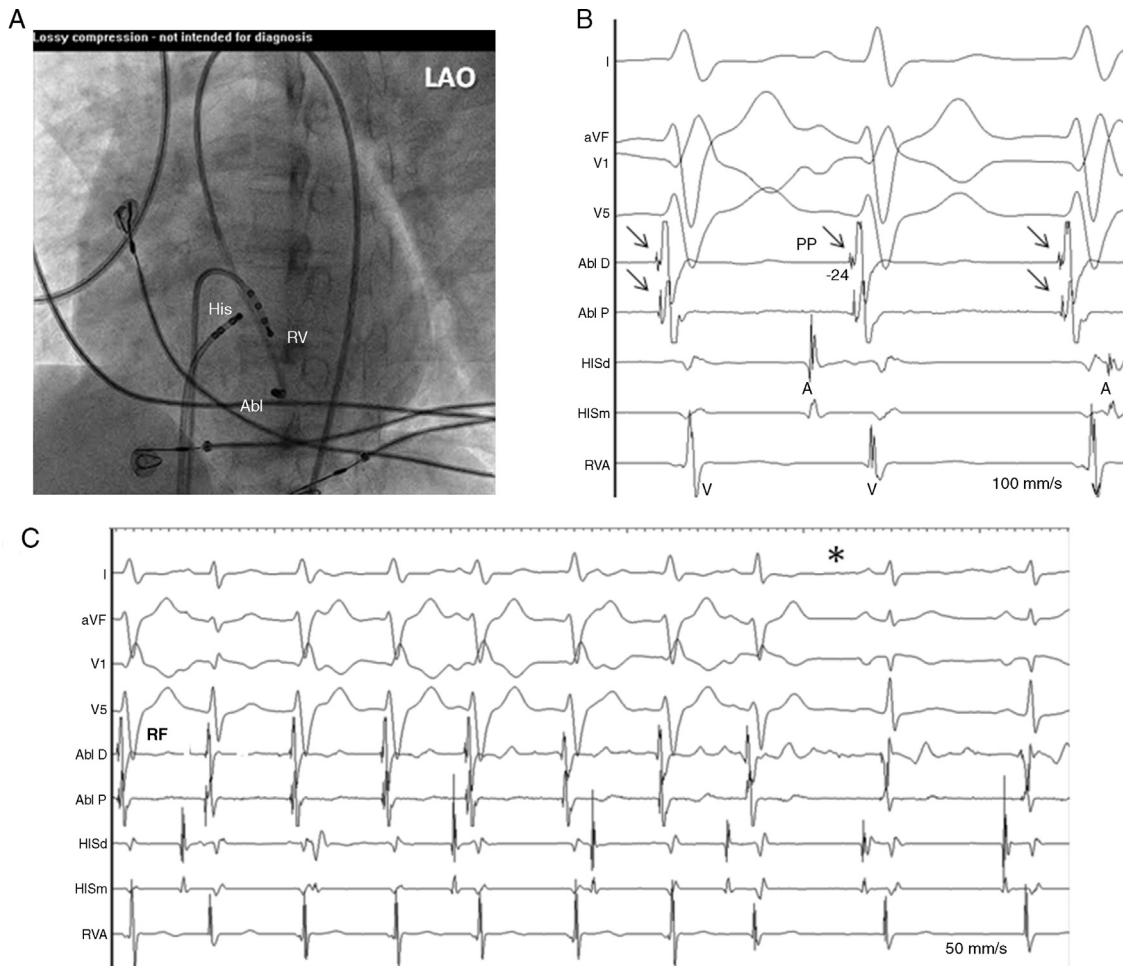 A
Lossy compression - not intended for diagnosis
LAO
His
RV
Abl
B
I
aVF
V1
V5
Abl D
PP
-24
Abl P
HISd
A
A
HISm
RVA
V
V
100 mm/s
C
*
I
aVF
V1
V5
RF
Abl D
Abl P
HISd
HISm
RVA
50 mm/s